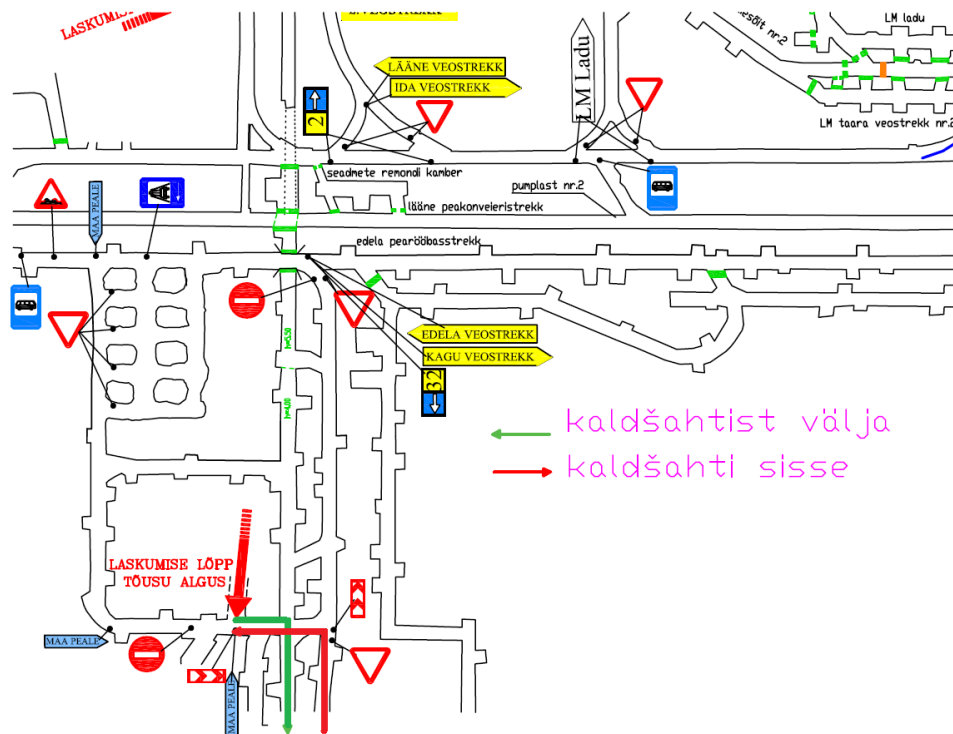 LASKUMISE
LÄÄNE VEOSTREKK
IDA VEOSTREKK
2
LM Ladu
LM ladu
LM taara veostrekk nr.2
seadmete remondi kamber
pumplast nr.2
lääne peakonveieristrekk
MAA PEALE
edela pearööbasstrekk
EDELA VEOSTREKK
KAGU VEOSTREKK
32
kaldšahtist välja
kaldšahti sisse
LASKUMISE LÕPP
TÕUSU ALGUS
MAA PEALE
MAA PEALE